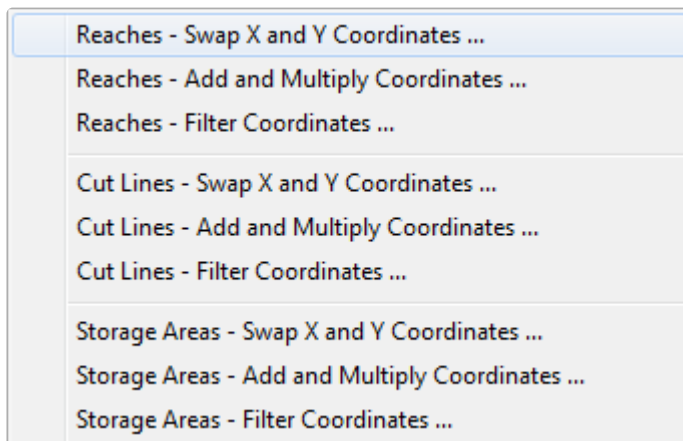 Reaches - Swap X and Y Coordinates ...
Reaches - Add and Multiply Coordinates ...
Reaches - Filter Coordinates ...
Cut Lines - Swap X and Y Coordinates ...
Cut Lines - Add and Multiply Coordinates ...
Cut Lines - Filter Coordinates ...
Storage Areas - Swap X and Y Coordinates ...
Storage Areas - Add and Multiply Coordinates ...
Storage Areas - Filter Coordinates ...